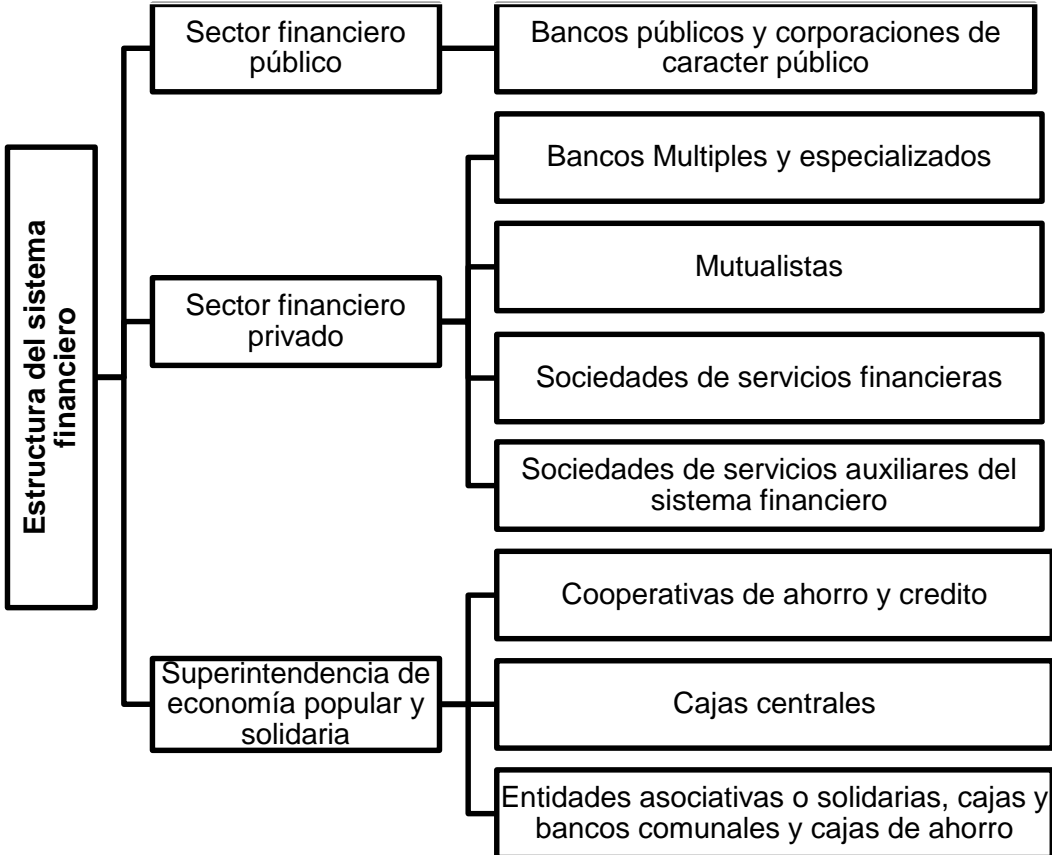 Estructura del sistema
financiero
Sector financiero
público
Bancos públicos y corporaciones de
caracter público
Sector financiero
privado
Bancos Multiples y especializados
Mutualistas
Sociedades de servicios financieras
Sociedades de servicios auxiliares del
sistema financiero
Superintendencia de
economía popular y
solidaria
Cooperativas de ahorro y credito
Cajas centrales
Entidades asociativas o solidarias, cajas y
bancos comunales y cajas de ahorro